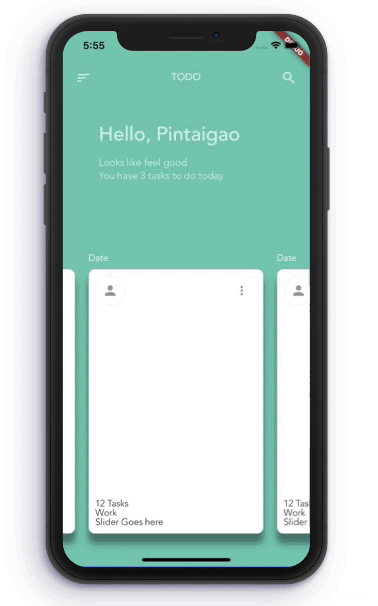 5:55
DEBUG
TODO
Hello, Pintaigao
Looks like feel good
You have 3 tasks to do today
Date
Date
12 Tasks
Work
Slider Goes here
12 Tas
Work
Slider